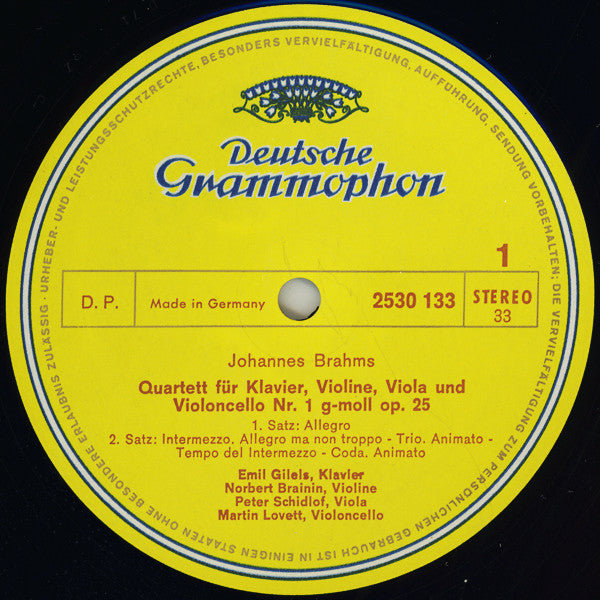 URHEBER- UND LEISTUNGSSCHUTZRECHTE, BESONDERS VERVIELFÄLTIGUNG, AUFFÜHRUNG, SENDUNG VORBEHALTEN; DIE VERVIELFÄLTIGUNG ZUM PERSÖNLICHEN GEBRAUCH IST IN EINIGEN STAATEN OHNE BESONDERE ERLAUBNIS ZULÄSSIG ·
Deutsche
Grammophon
1
D. P.
Made in Germany
2530 133
STEREO
33
Johannes Brahms
Quartett für Klavier, Violine, Viola und
Violoncello Nr. 1 g-moll op. 25
1. Satz: Allegro
2. Satz: Intermezzo. Allegro ma non troppo - Trio. Animato -
Tempo del Intermezzo - Coda. Animato
Emil Gilels, Klavier
Norbert Brainin, Violine
Peter Schidlof, Viola
Martin Lovett, Violoncello